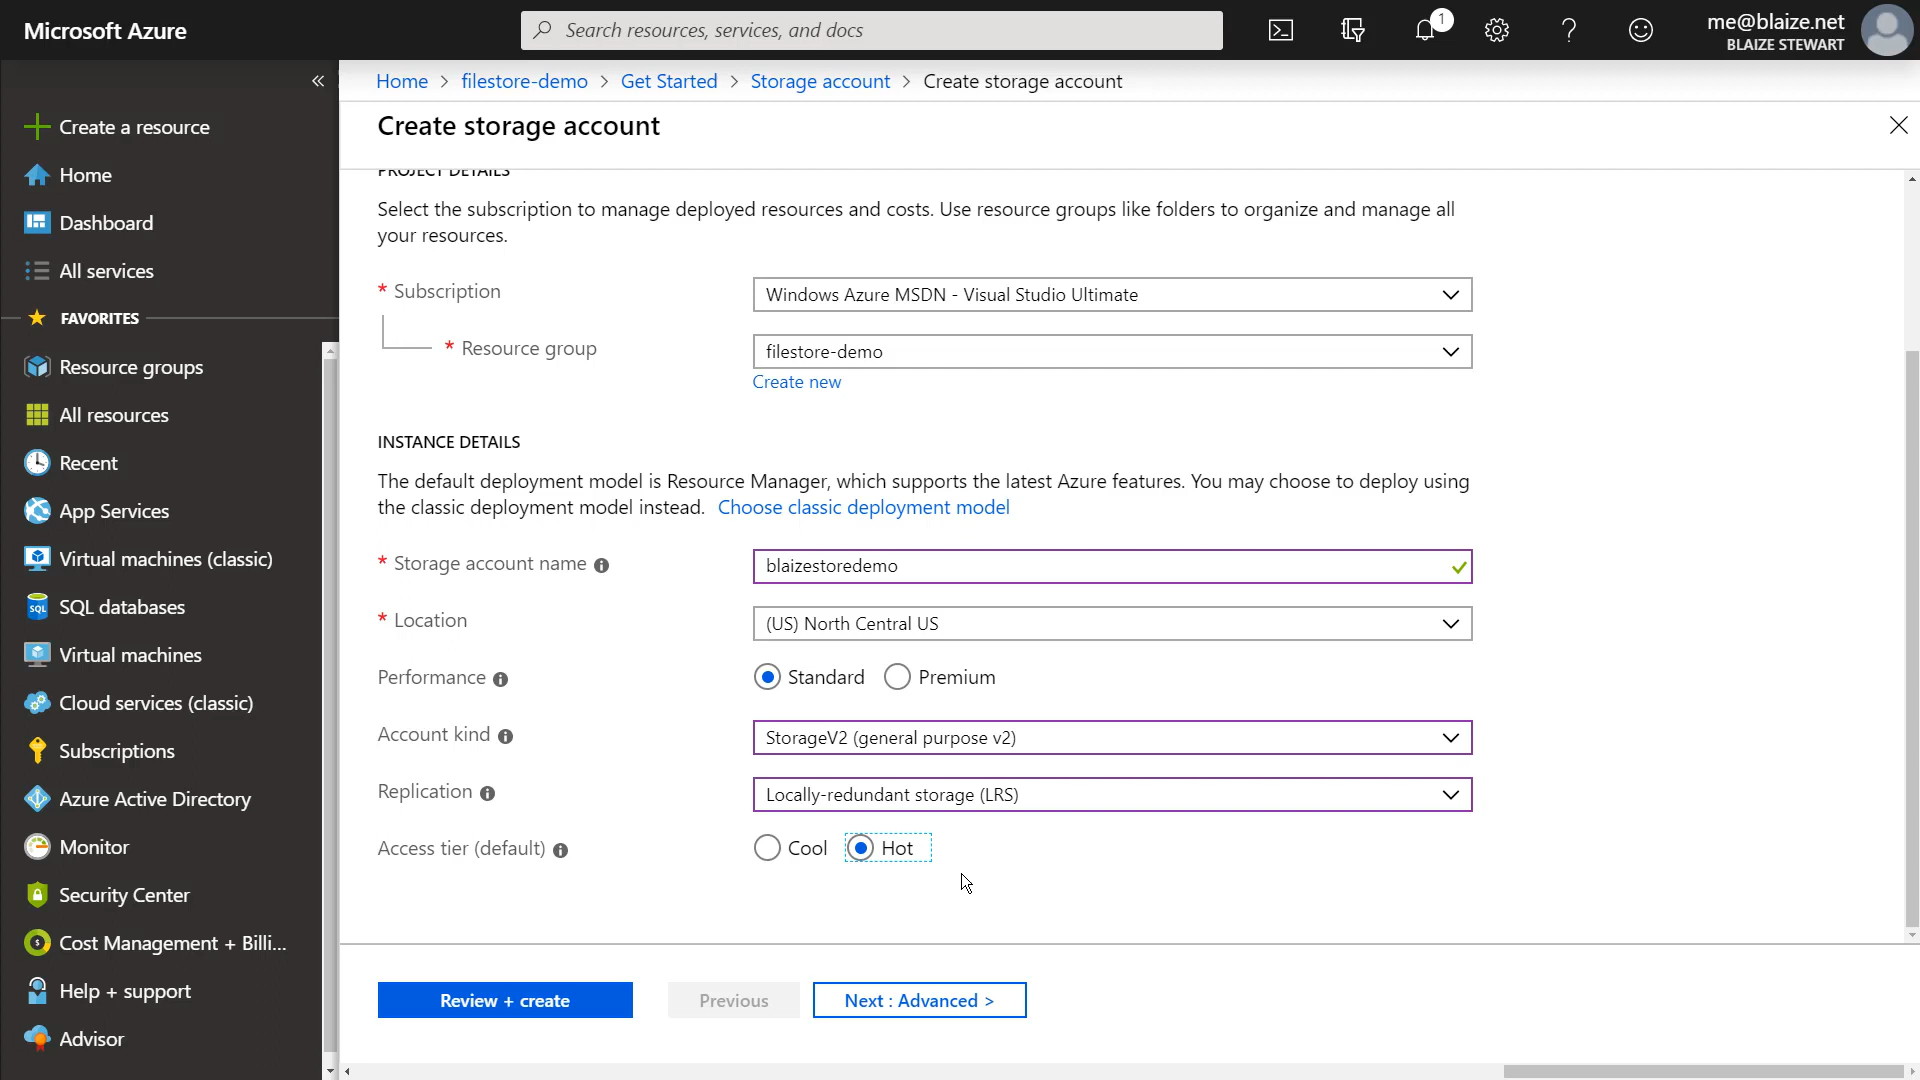 Microsoft Azure
Search resources, services, and docs
1
me@blaize.net
BLAIZE STEWART
«
Create a resource
Home
Dashboard
All services
FAVORITES
Resource groups
All resources
Recent
App Services
Virtual machines (classic)
SQL databases
Virtual machines
Cloud services (classic)
Subscriptions
Azure Active Directory
Monitor
Security Center
Cost Management + Billi...
Help + support
Advisor
Home > filestore-demo > Get Started > Storage account > Create storage account
Create storage account
PROJECT DETAILS
Select the subscription to manage deployed resources and costs. Use resource groups like folders to organize and manage all
your resources.
* Subscription
Windows Azure MSDN - Visual Studio Ultimate
* Resource group
filestore-demo
Create new
INSTANCE DETAILS
The default deployment model is Resource Manager, which supports the latest Azure features. You may choose to deploy using
the classic deployment model instead. Choose classic deployment model
* Storage account name
blaizestoredemo
* Location
(US) North Central US
Performance
Standard Premium
Account kind
StorageV2 (general purpose v2)
Replication
Locally-redundant storage (LRS)
Access tier (default)
Cool Hot
Review + create
Previous
Next : Advanced >